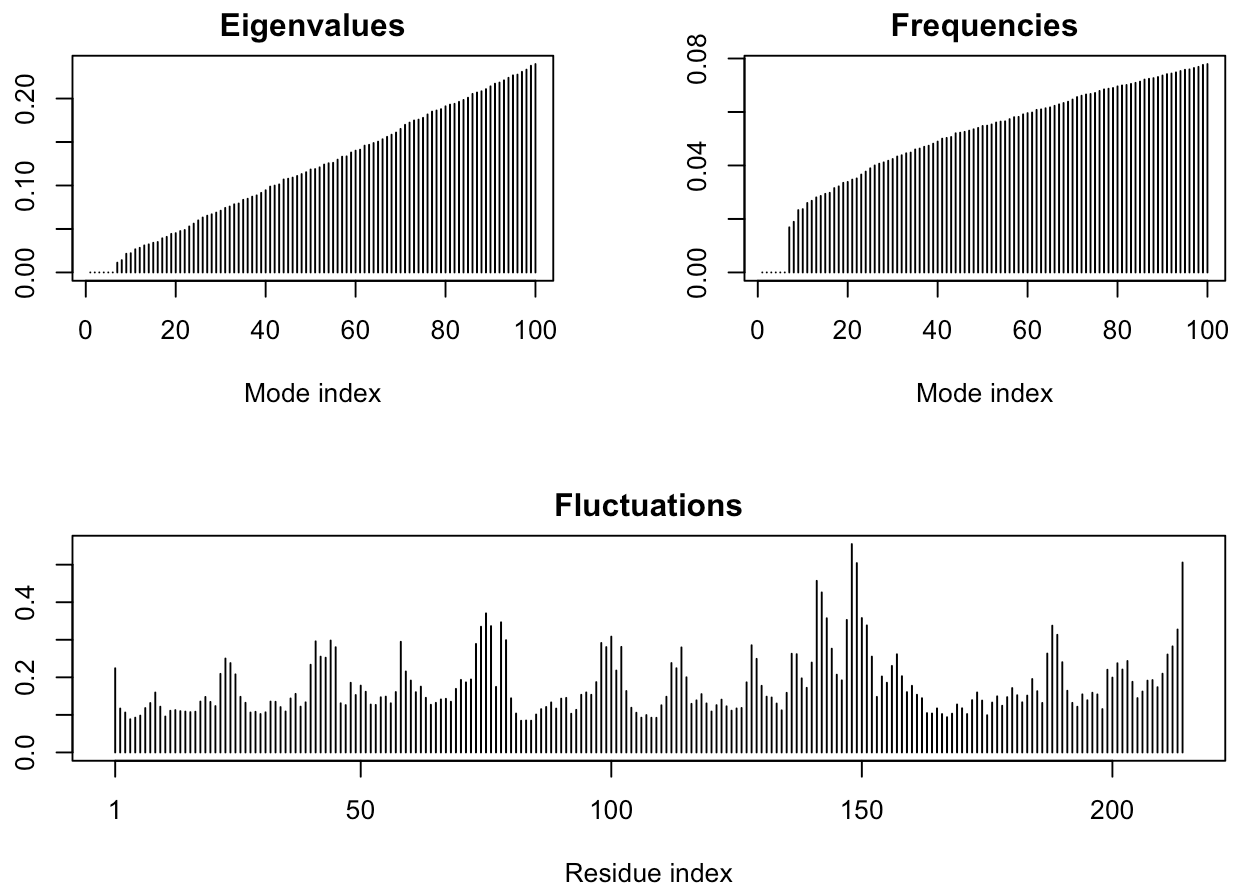 Eigenvalues
0.00 0.10 0.20
0 20 40 60 80 100
Mode index
Frequencies
0.00 0.04 0.08
0 20 40 60 80 100
Mode index
Fluctuations
0.0 0.2 0.4
1 50 100 150 200
Residue index